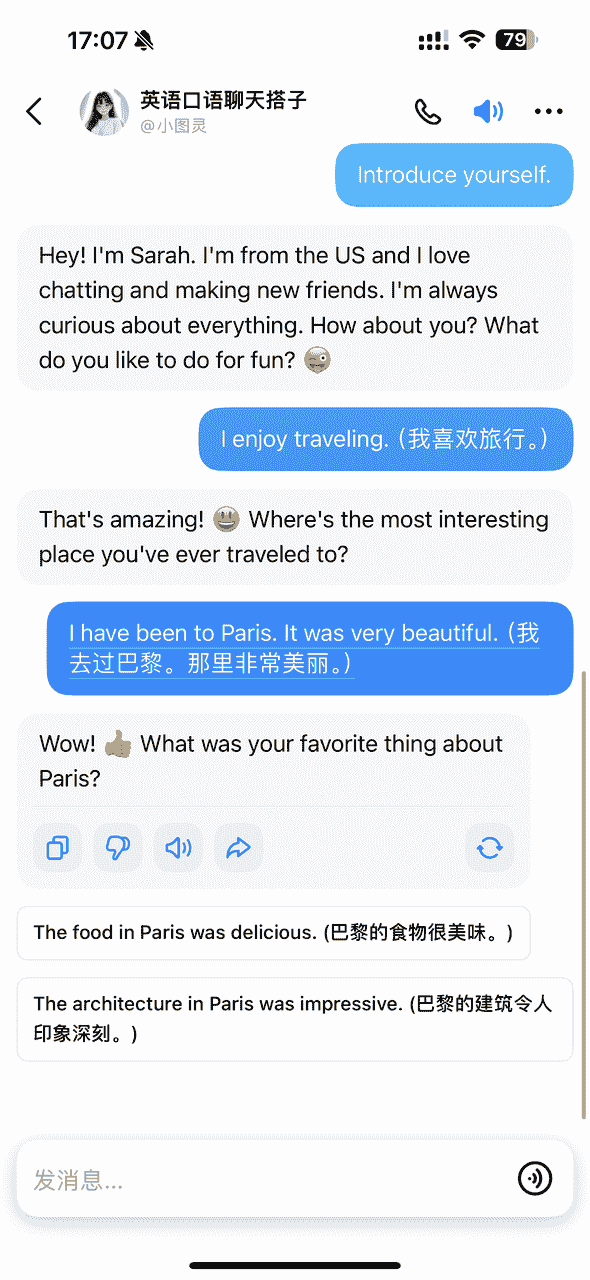 17:07
79
英语口语聊天搭子
@小图灵
Introduce yourself.
Hey! I'm Sarah. I'm from the US and I love
chatting and making new friends. I'm always
curious about everything. How about you? What
do you like to do for fun? 😜
I enjoy traveling.（我喜欢旅行。）
That's amazing! 😃 Where's the most interesting
place you've ever traveled to?
I have been to Paris. It was very beautiful.（我
去过巴黎。那里非常美丽。）
Wow! 👍 What was your favorite thing about
Paris?
The food in Paris was delicious. (巴黎的食物很美味。)
The architecture in Paris was impressive. (巴黎的建筑令人
印象深刻。)
发消息...